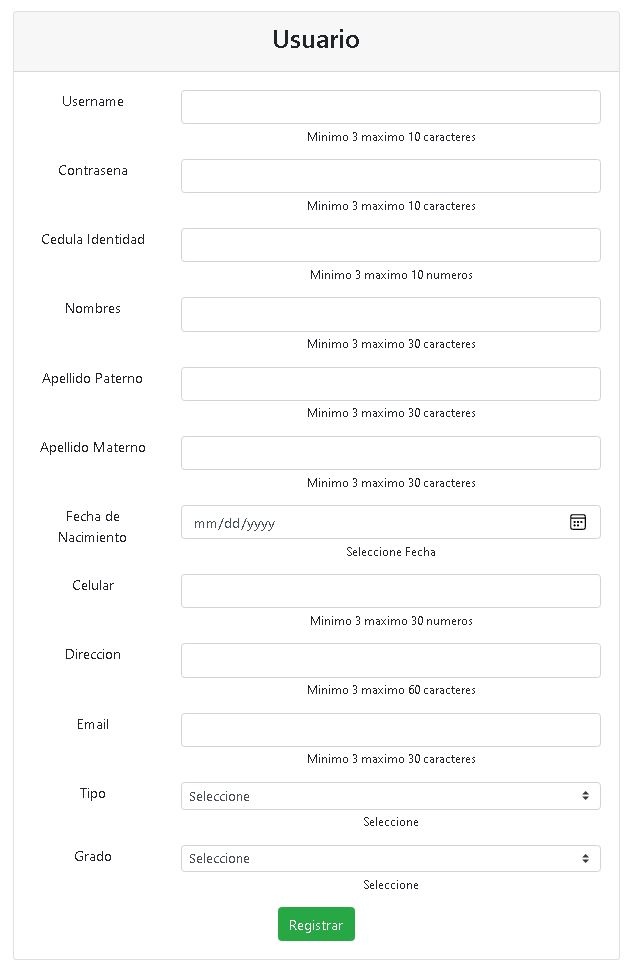 Usuario
Username
Minimo 3 maximo 10 caracteres
Contrasena
Minimo 3 maximo 10 caracteres
Cedula Identidad
Minimo 3 maximo 10 numeros
Nombres
Minimo 3 maximo 30 caracteres
Apellido Paterno
Minimo 3 maximo 30 caracteres
Apellido Materno
Minimo 3 maximo 30 caracteres
Fecha de
Nacimiento
mm/dd/yyyy
Seleccione Fecha
Celular
Minimo 3 maximo 30 numeros
Direccion
Minimo 3 maximo 60 caracteres
Email
Minimo 3 maximo 30 caracteres
Tipo
Seleccione
Seleccione
Grado
Seleccione
Seleccione
Registrar